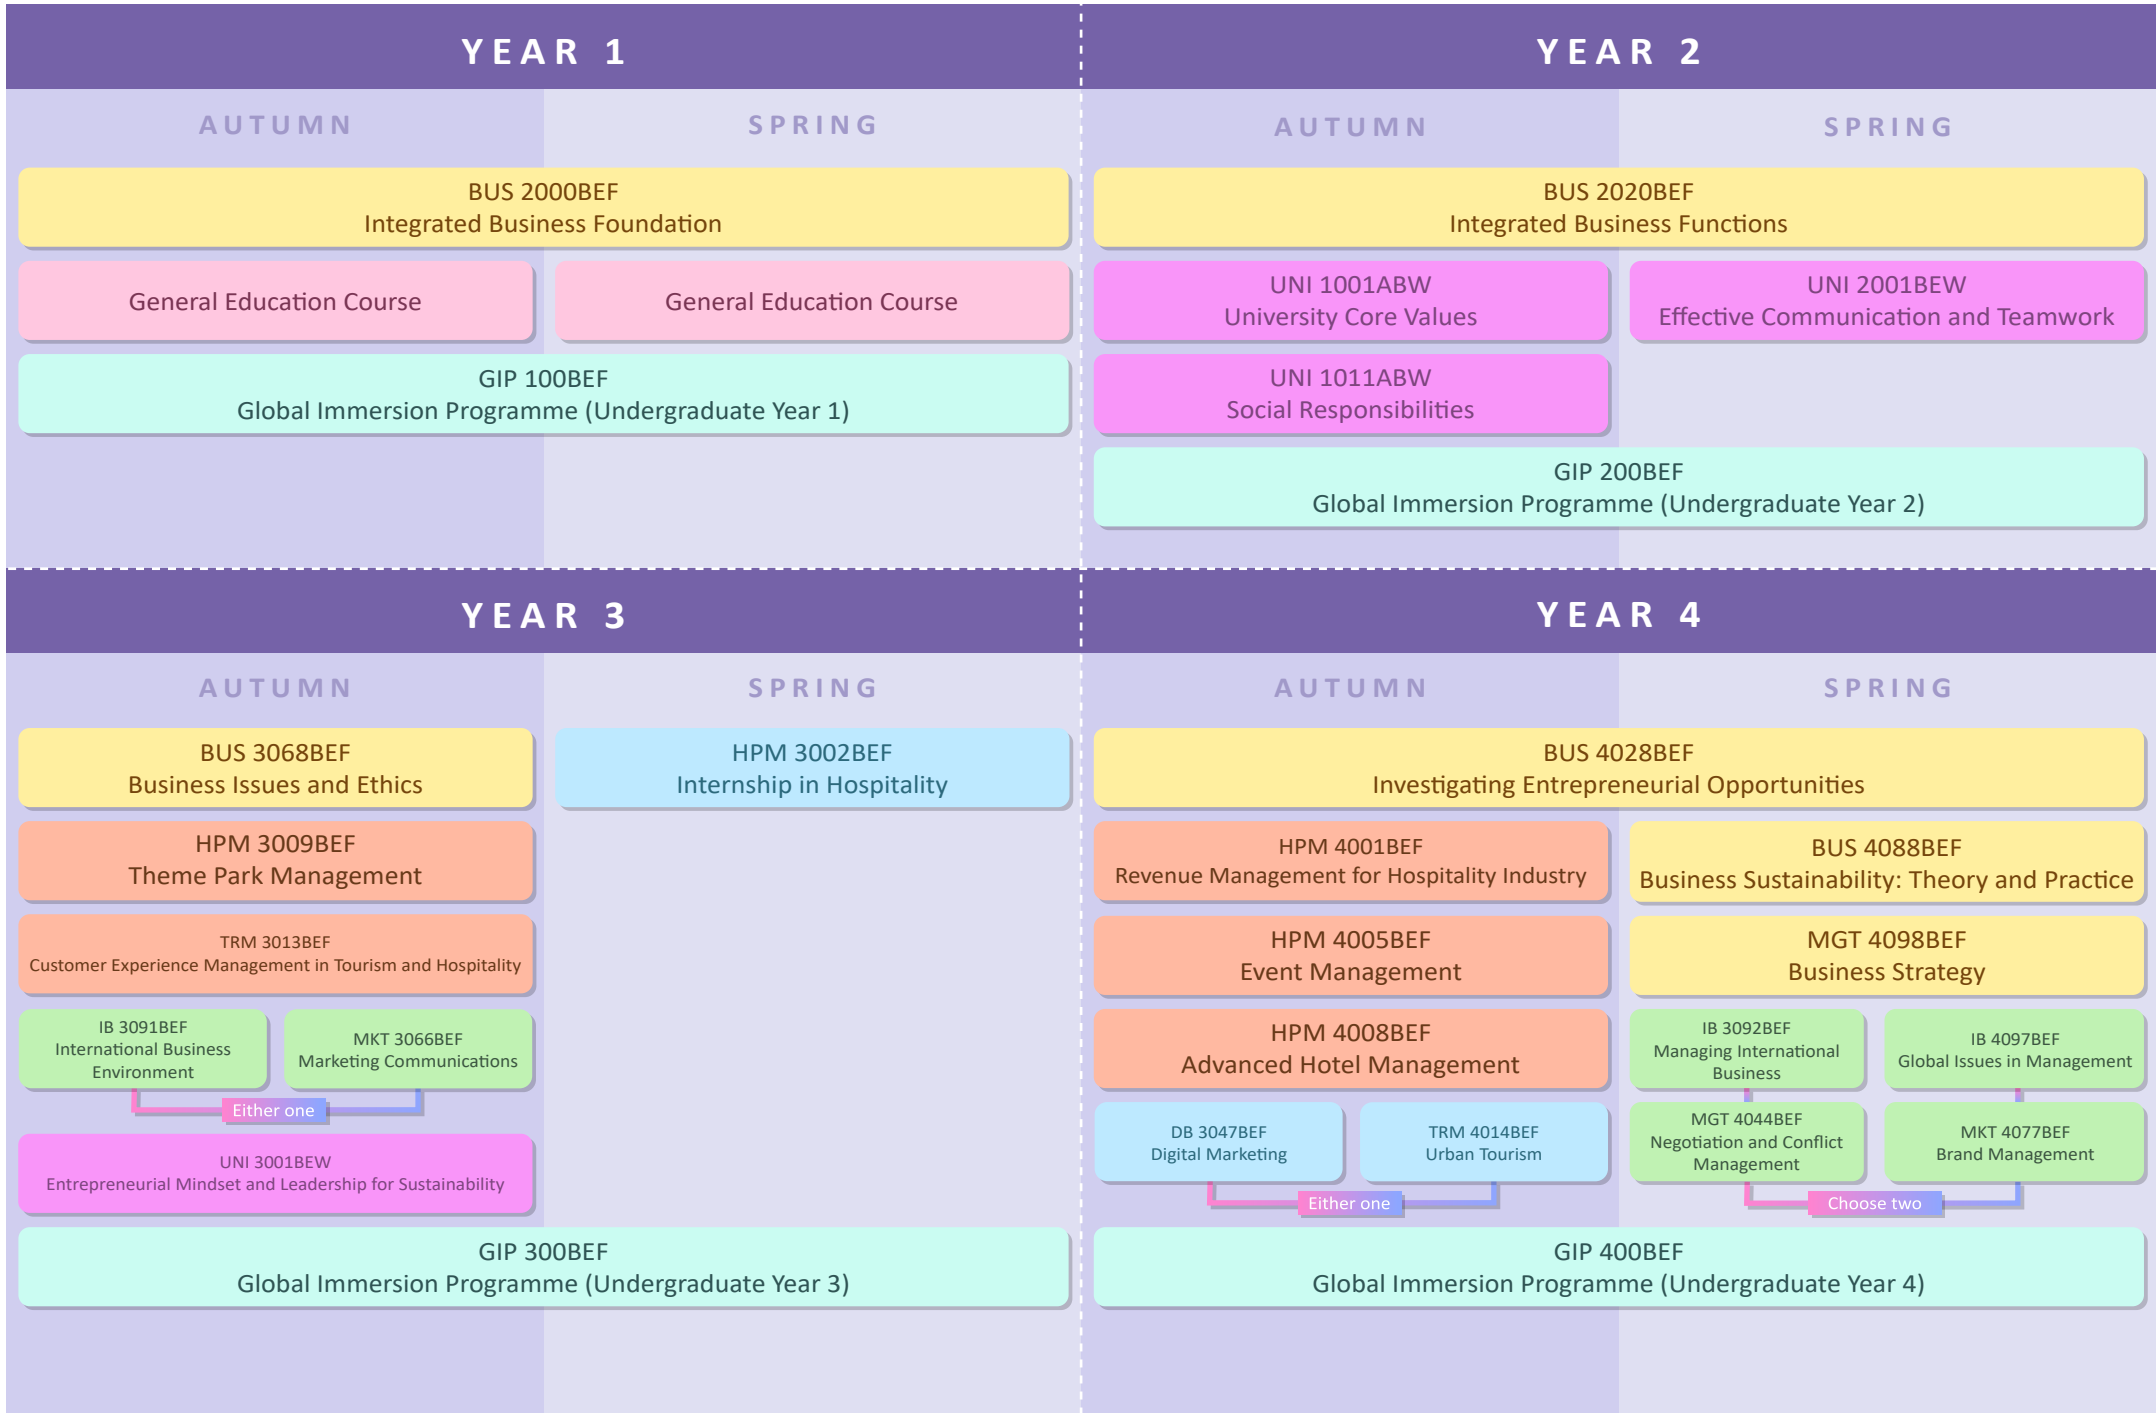 YEAR 1
AUTUMN
SPRING
BUS 2000BEF
Integrated Business Foundation
General Education Course
General Education Course
GIP 100BEF
Global Immersion Programme (Undergraduate Year 1)
YEAR 2
AUTUMN
SPRING
BUS 2020BEF
Integrated Business Functions
UNI 1001ABW
University Core Values
UNI 2001BEW
Effective Communication and Teamwork
UNI 1011ABW
Social Responsibilities
GIP 200BEF
Global Immersion Programme (Undergraduate Year 2)
YEAR 3
AUTUMN
SPRING
BUS 3068BEF
Business Issues and Ethics
HPM 3002BEF
Internship in Hospitality
HPM 3009BEF
Theme Park Management
TRM 3013BEF
Customer Experience Management in Tourism and Hospitality
IB 3091BEF
International Business
Environment
MKT 3066BEF
Marketing Communications
Either one
UNI 3001BEW
Entrepreneurial Mindset and Leadership for Sustainability
GIP 300BEF
Global Immersion Programme (Undergraduate Year 3)
YEAR 4
AUTUMN
SPRING
BUS 4028BEF
Investigating Entrepreneurial Opportunities
HPM 4001BEF
Revenue Management for Hospitality Industry
BUS 4088BEF
Business Sustainability: Theory and Practice
HPM 4005BEF
Event Management
MGT 4098BEF
Business Strategy
HPM 4008BEF
Advanced Hotel Management
IB 3092BEF
Managing International
Business
IB 4097BEF
Global Issues in Management
DB 3047BEF
Digital Marketing
TRM 4014BEF
Urban Tourism
Either one
MGT 4044BEF
Negotiation and Conflict
Management
MKT 4077BEF
Brand Management
Choose two
GIP 400BEF
Global Immersion Programme (Undergraduate Year 4)